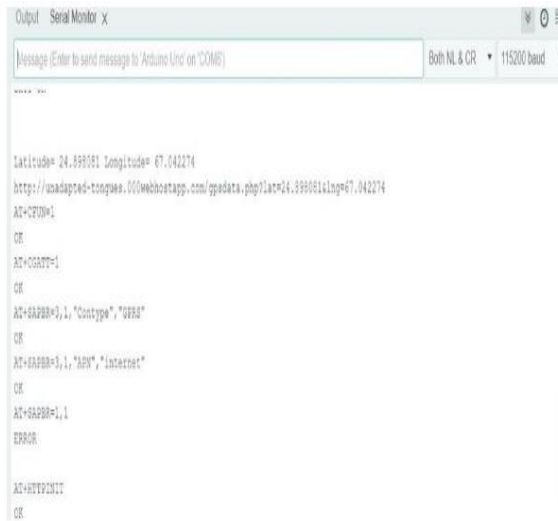 Output Serial Monitor x
Message (Enter to send message to 'Arduino Uno' on 'COM6') Both NL & CR 115200 baud
Latitude= 24.898081 Longitude= 67.042274
http://unadapted-tongues.000webhostapp.com/gpsdata.php?lat=24.898081&lng=67.042274
AT+CFUN=1
OK
AT+CGATT=1
OK
AT+SAPBR=3,1,"Contype","GPRS"
OK
AT+SAPBR=3,1,"APN","internet"
OK
AT+SAPBR=1,1
ERROR
AT+HTTPINIT
OK